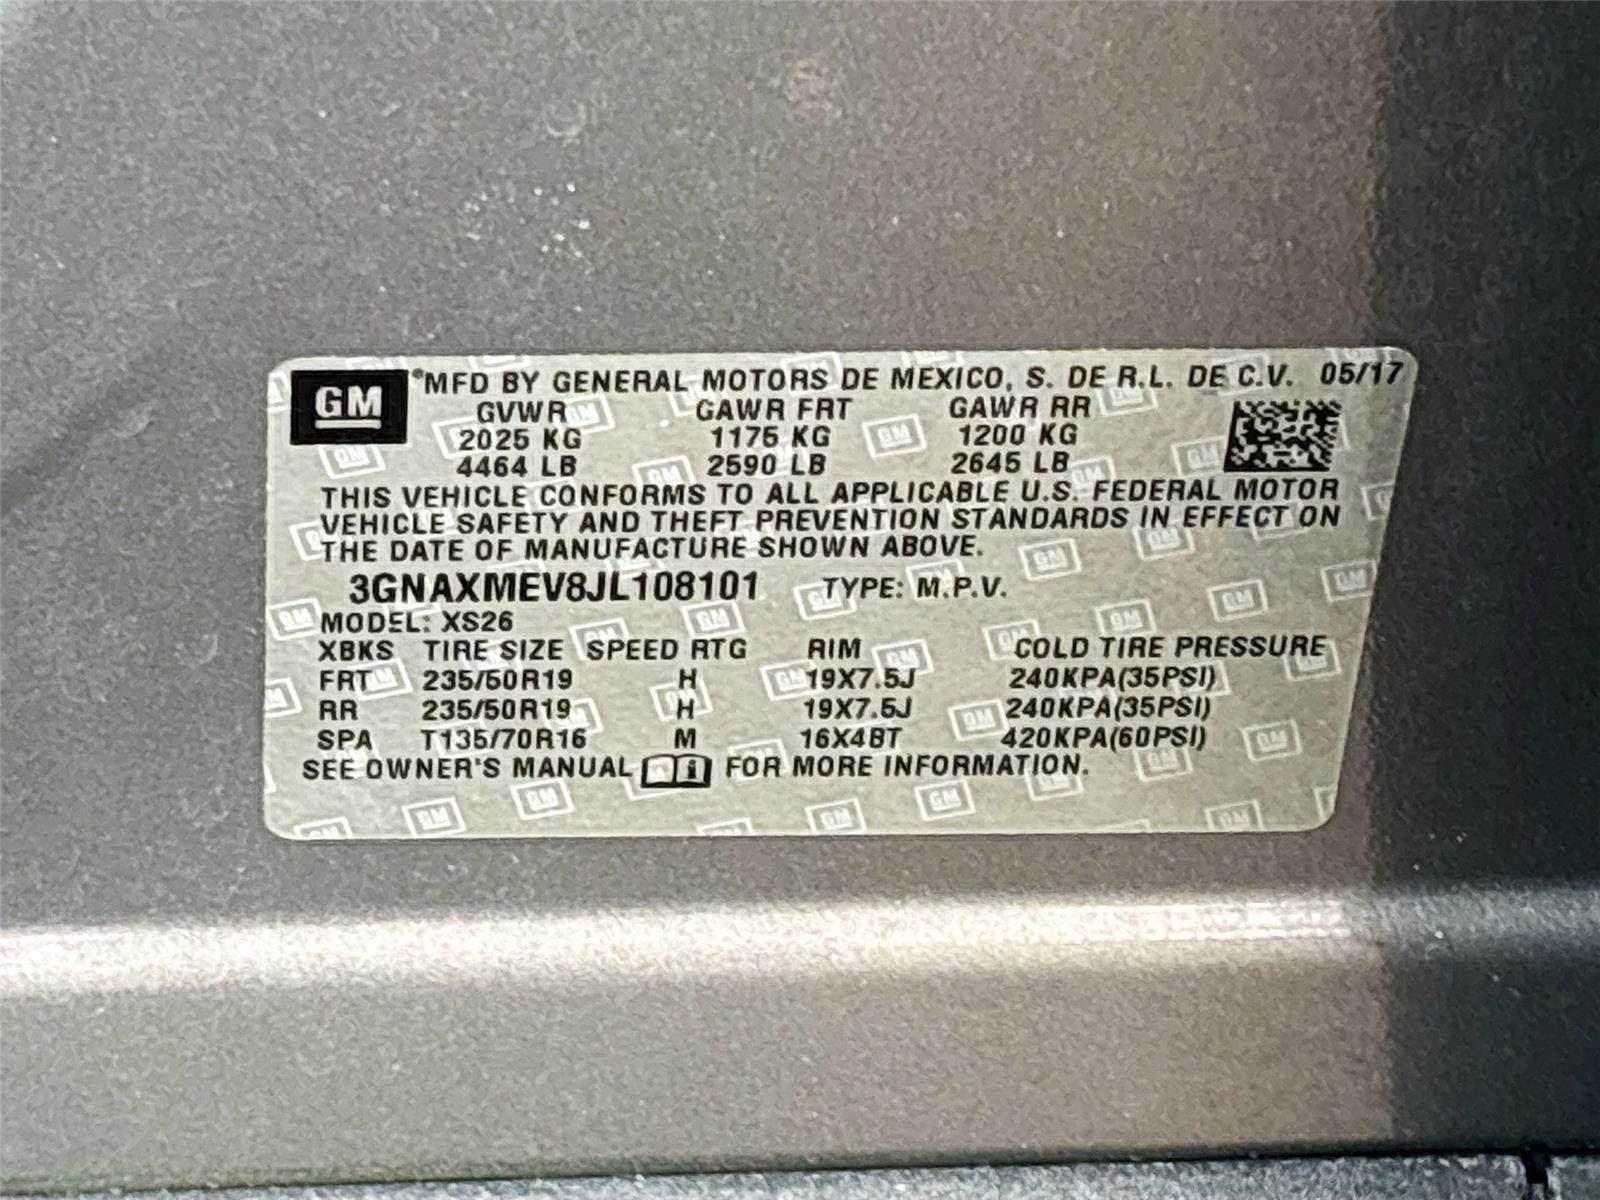 GM MFD BY GENERAL MOTORS DE MEXICO, S. DE R.L. DE C.V. 05/17
GVWR GAWR FRT GAWR RR
2025 KG 1175 KG 1200 KG
4464 LB 2590 LB 2645 LB
THIS VEHICLE CONFORMS TO ALL APPLICABLE U.S. FEDERAL MOTOR
VEHICLE SAFETY AND THEFT PREVENTION STANDARDS IN EFFECT ON
THE DATE OF MANUFACTURE SHOWN ABOVE.
3GNAXMEV8JL108101 TYPE: M.P.V.
MODEL: XS26
XBKS TIRE SIZE SPEED RTG RIM COLD TIRE PRESSURE
FRT 235/50R19 H 19X7.5J 240KPA(35PSI)
RR 235/50R19 H 19X7.5J 240KPA(35PSI)
SPA T135/70R16 M 16X4BT 420KPA(60PSI)
SEE OWNER'S MANUAL i FOR MORE INFORMATION.